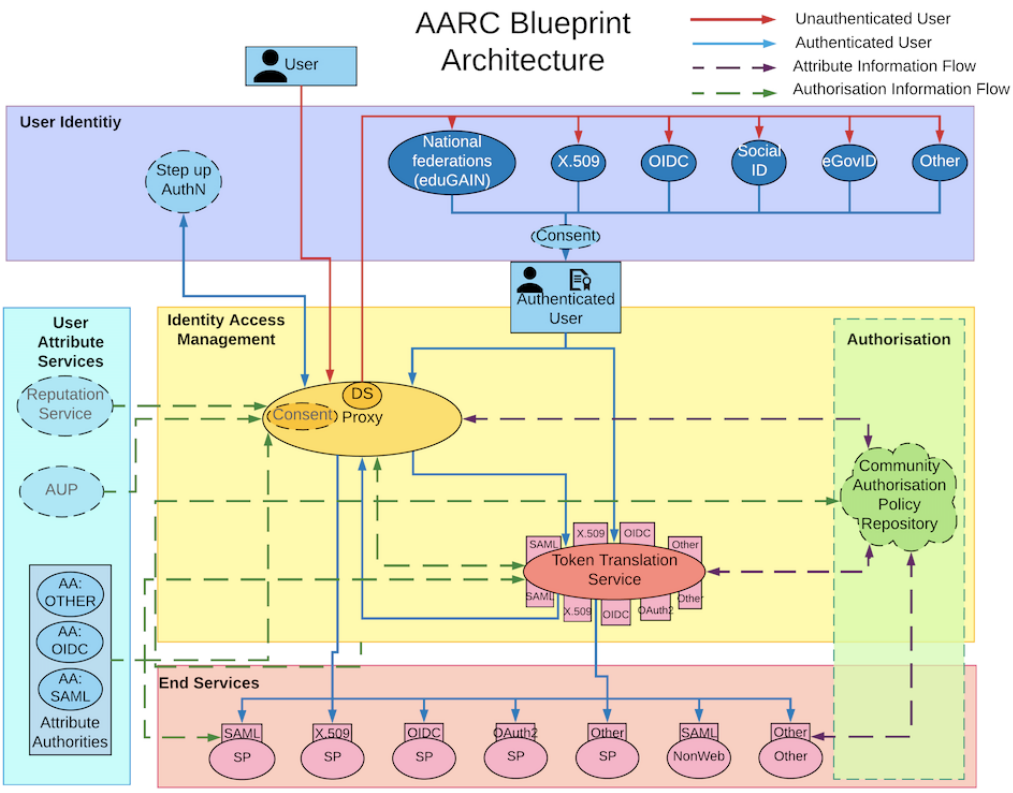 AARC Blueprint
Architecture
Unauthenticated User
Authenticated User
Attribute Information Flow
Authorisation Information Flow
User
User Identitiy
Step up
AuthN
National
federations
(eduGAIN)
X.509
OIDC
Social
ID
eGovID
Other
Consent
Authenticated
User
User
Attribute
Services
Reputation
Service
AUP
AA:
OTHER
AA:
OIDC
AA:
SAML
Attribute
Authorities
Identity Access
Management
DS
Consent
Proxy
Authorisation
Community
Authorisation
Policy
Repository
SAML
X.509
OIDC
Other
Token Translation
Service
SAML
X.509
OIDC
OAuth2
Other
End Services
SAML
SP
X.509
SP
OIDC
SP
OAuth2
SP
Other
SP
SAML
NonWeb
Other
Other